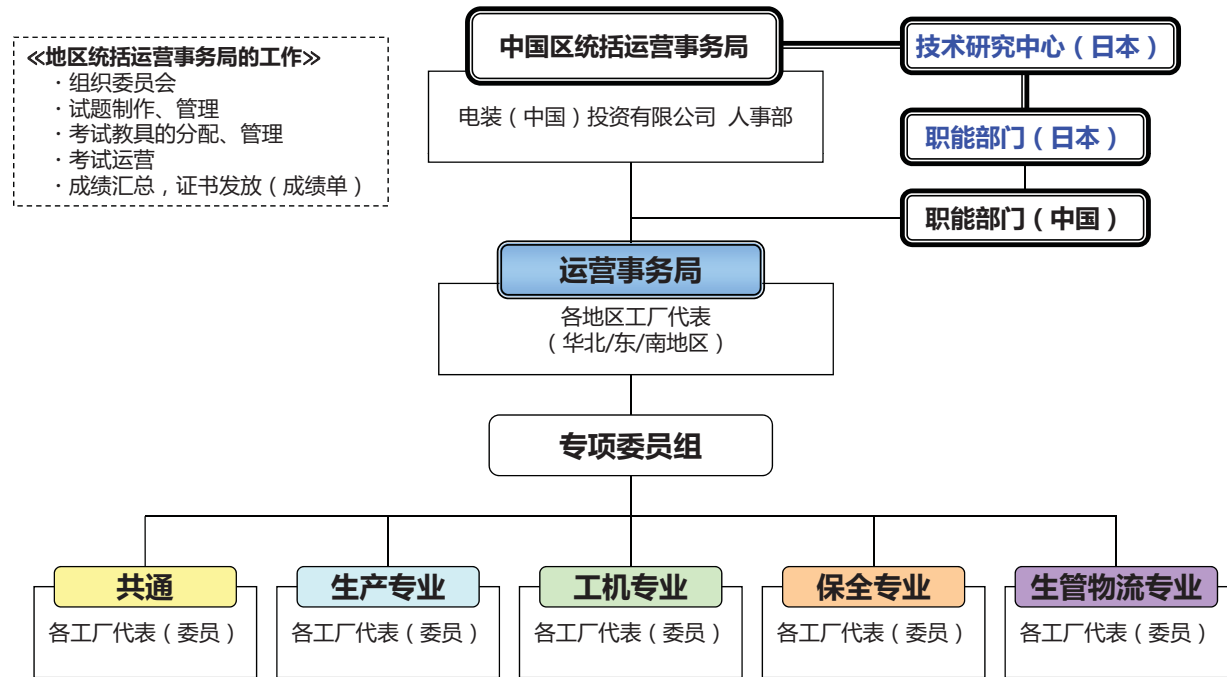 ≪地区统括运营事务局的工作≫
· 组织委员会
· 试题制作、管理
· 考试教具的分配、管理
· 考试运营
· 成绩汇总，证书发放（成绩单）
中国区统括运营事务局
电装（中国）投资有限公司 人事部
技术研究中心（日本）
职能部门（日本）
职能部门（中国）
运营事务局
各地区工厂代表
（华北/东/南地区）
专项委员组
共通
各工厂代表（委员）
生产专业
各工厂代表（委员）
工机专业
各工厂代表（委员）
保全专业
各工厂代表（委员）
生管物流专业
各工厂代表（委员）